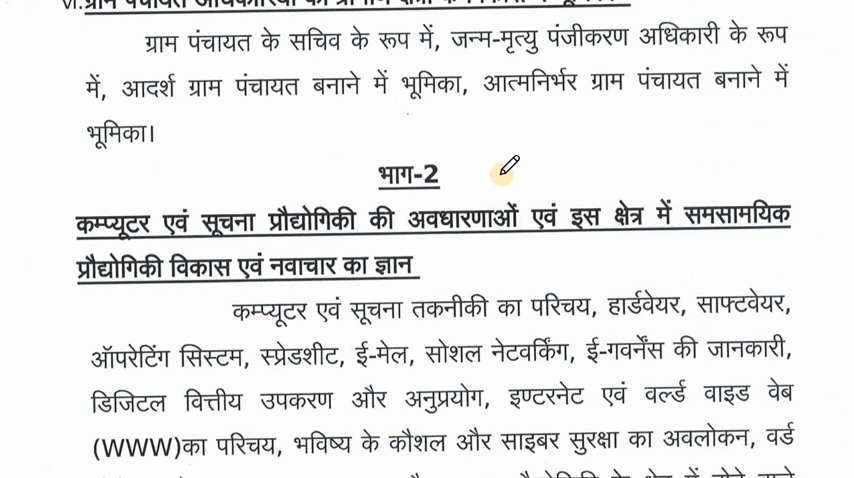 ग्राम पंचायत के सचिव के रूप में, जन्म-मृत्यु पंजीकरण अधिकारी के रूप
में, आदर्श ग्राम पंचायत बनाने में भूमिका, आत्मनिर्भर ग्राम पंचायत बनाने में
भूमिका।
भाग-2
कम्प्यूटर एवं सूचना प्रौद्योगिकी की अवधारणाओं एवं इस क्षेत्र में समसामयिक
प्रौद्योगिकी विकास एवं नवाचार का ज्ञान
कम्प्यूटर एवं सूचना तकनीकी का परिचय, हार्डवेयर, साफ्टवेयर,
ऑपरेटिंग सिस्टम, स्प्रेडशीट, ई-मेल, सोशल नेटवर्किंग, ई-गवर्नेंस की जानकारी,
डिजिटल वित्तीय उपकरण और अनुप्रयोग, इण्टरनेट एवं वर्ल्ड वाइड वेब
(WWW)का परिचय, भविष्य के कौशल और साइबर सुरक्षा का अवलोकन, वर्ड